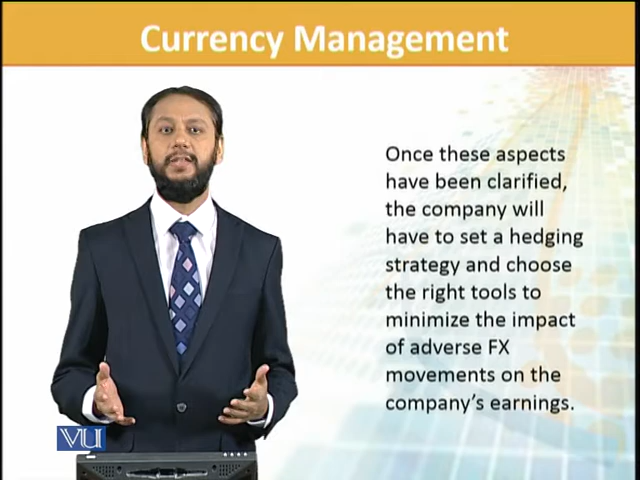 Currency Management
Once these aspects
have been clarified,
the company will
have to set a hedging
strategy and choose
the right tools to
minimize the impact
of adverse FX
movements on the
company's earnings.
VU